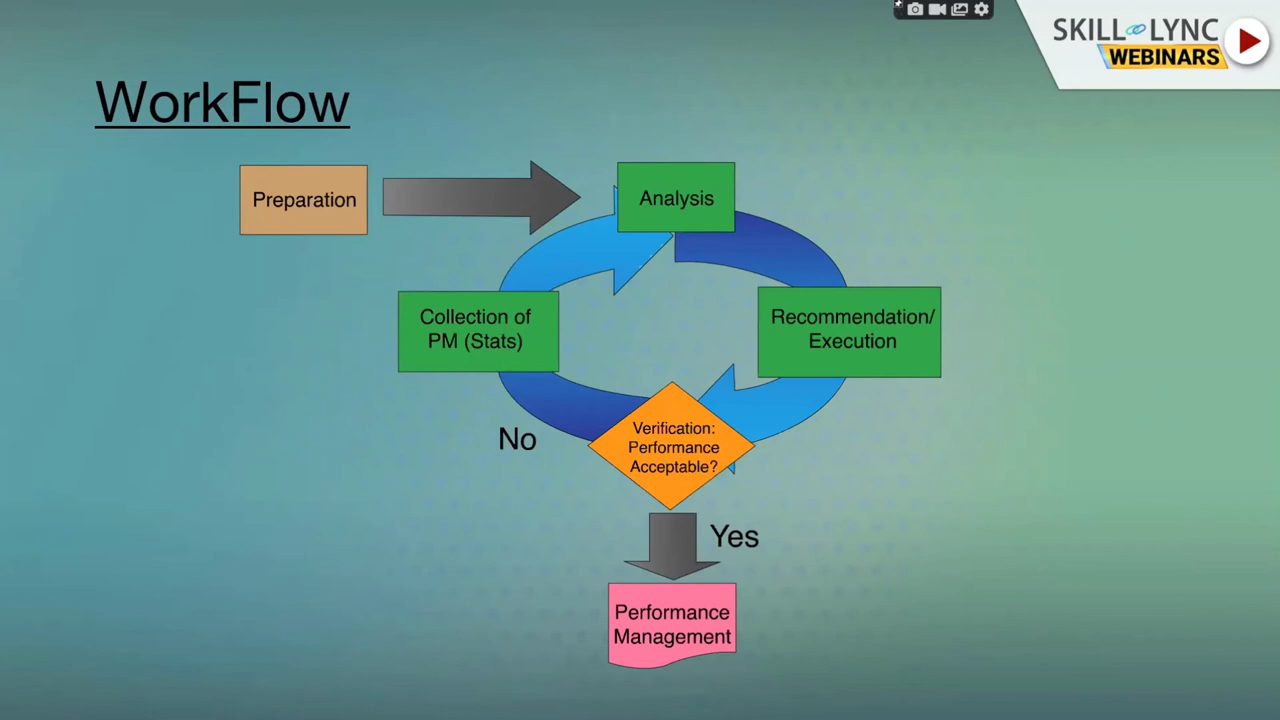 SKILL LYNC
WEBINARS
WorkFlow
Preparation
Analysis
Collection of
PM (Stats)
Recommendation/
Execution
Verification:
Performance
Acceptable?
No
Yes
Performance
Management